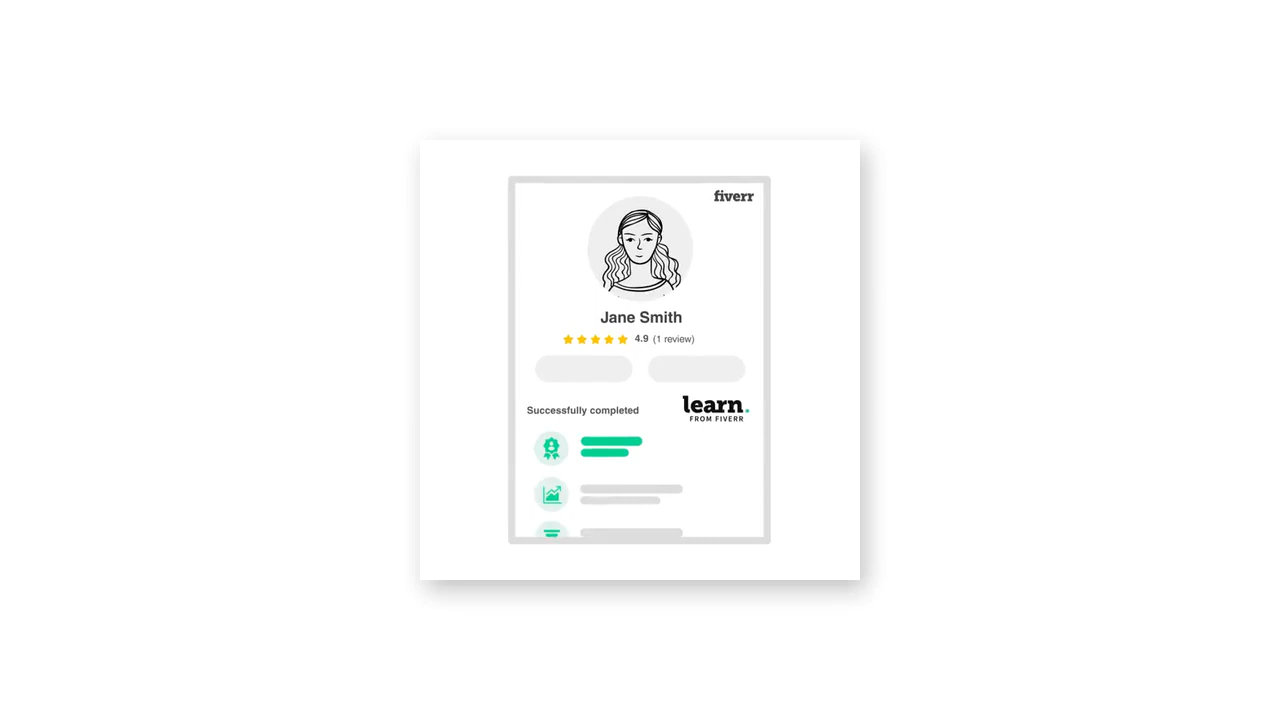 fiverr
Jane Smith
4.9 (1 review)
Successfully completed
learn.
FROM FIVERR